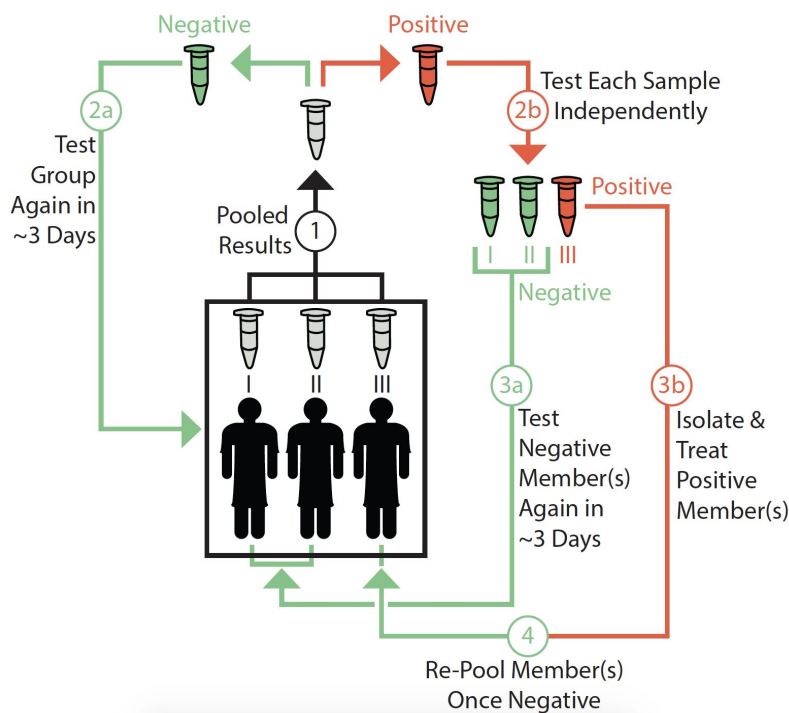 Negative
Positive
2a
2b
Test Each Sample
Independently
Test
Group
Again in
~3 Days
Pooled
Results
1
Positive
I
II
III
Negative
I
II
III
3a
3b
Test
Negative
Member(s)
Again in
~3 Days
Isolate &
Treat
Positive
Member(s)
4
Re-Pool Member(s)
Once Negative